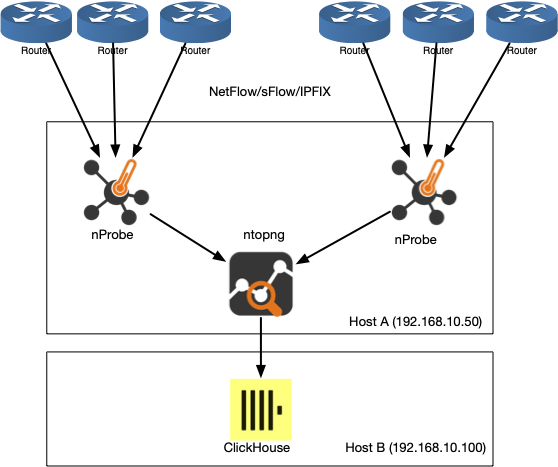 Router
Router
Router
Router
Router
Router
NetFlow/sFlow/IPFIX
nProbe
ntopng
nProbe
Host A (192.168.10.50)
ClickHouse
Host B (192.168.10.100)